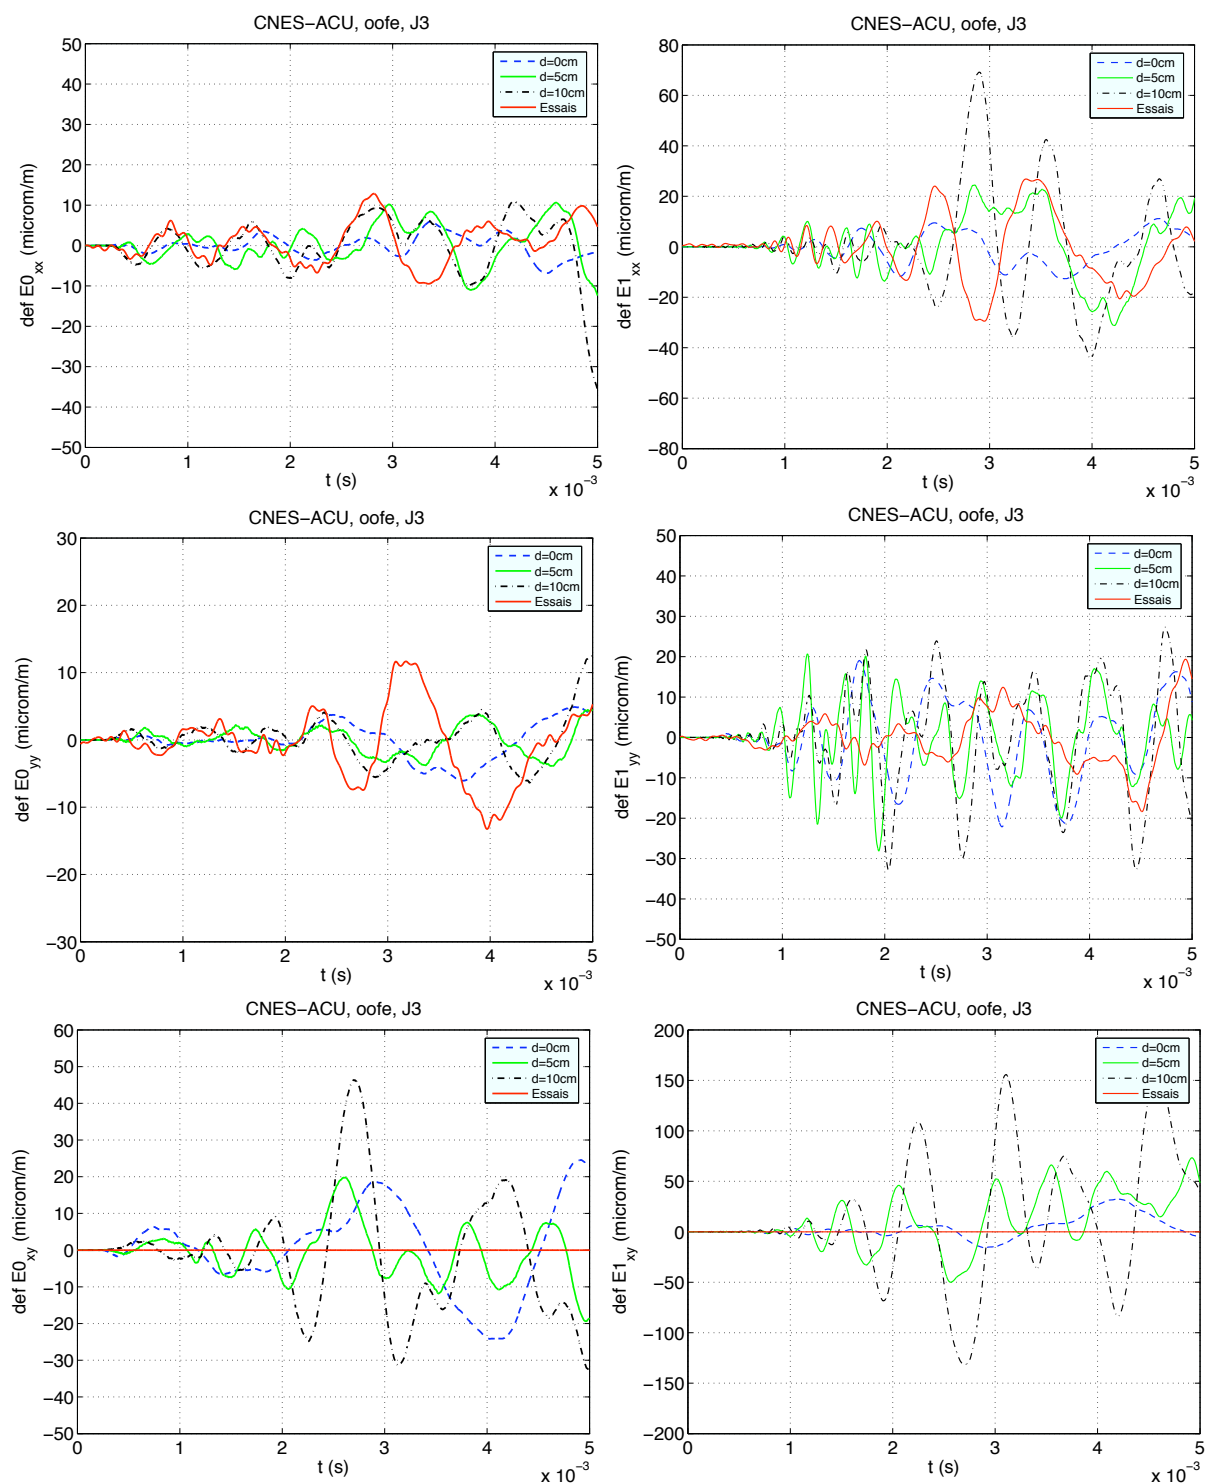 CNES−ACU, oofe, J3
50
40
30
20
10
0
−10
−20
−30
−40
−50
def E0xx (microm/m)
d=0cm
d=5cm
d=10cm
Essais
0 1 2 3 4 5
t (s)
x 10−3
CNES−ACU, oofe, J3
80
60
40
20
0
−20
−40
−60
−80
def E1xx (microm/m)
d=0cm
d=5cm
d=10cm
Essais
0 1 2 3 4 5
t (s)
x 10−3
CNES−ACU, oofe, J3
30
20
10
0
−10
−20
−30
def E0yy (microm/m)
d=0cm
d=5cm
d=10cm
Essais
0 1 2 3 4 5
t (s)
x 10−3
CNES−ACU, oofe, J3
50
40
30
20
10
0
−10
−20
−30
−40
−50
def E1yy (microm/m)
d=0cm
d=5cm
d=10cm
Essais
0 1 2 3 4 5
t (s)
x 10−3
CNES−ACU, oofe, J3
60
50
40
30
20
10
0
−10
−20
−30
−40
−50
def E0xy (microm/m)
d=0cm
d=5cm
d=10cm
Essais
0 1 2 3 4 5
t (s)
x 10−3
CNES−ACU, oofe, J3
200
150
100
50
0
−50
−100
−150
−200
def E1xy (microm/m)
d=0cm
d=5cm
d=10cm
Essais
0 1 2 3 4 5
t (s)
x 10−3